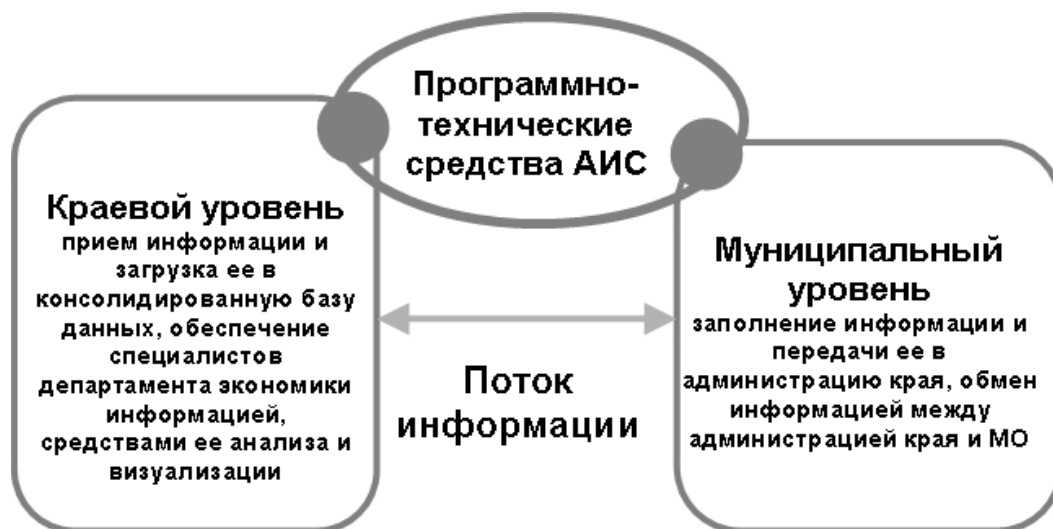 Программно-
технические
средства АИС
Краевой уровень
прием информации и
загрузка ее в
консолидированную базу
данных, обеспечение
специалистов
департамента экономики
информацией,
средствами ее анализа и
визуализации
Поток
информации
Муниципальный
уровень
заполнение информации и
передачи ее в
администрацию края, обмен
информацией между
администрацией края и МО